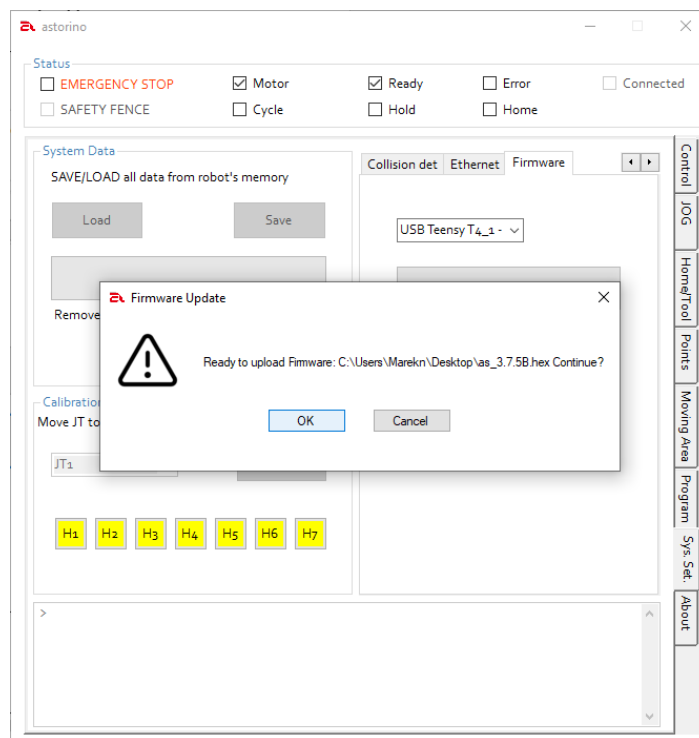 astorino
Status
EMERGENCY STOP
Motor
Ready
Error
Connected
SAFETY FENCE
Cycle
Hold
Home
System Data
SAVE/LOAD all data from robot's memory
Load
Save
Remove
Collision det
Ethernet
Firmware
USB Teensy T4_1 -
Firmware Update
Ready to upload Firmware: C:\Users\Marekn\Desktop\as_3.7.5B.hex Continue?
OK
Cancel
Calibration
Move JT to
JT1
H1
H2
H3
H4
H5
H6
H7
>
Control
JOG
Home/Tool
Points
Moving Area
Program
Sys. Set.
About